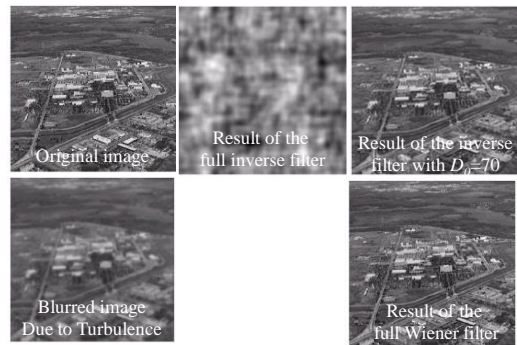 Original image
Result of the
full inverse filter
Result of the inverse
filter with D0=70
Blurred image
Due to Turbulence
Result of the
full Wiener filter